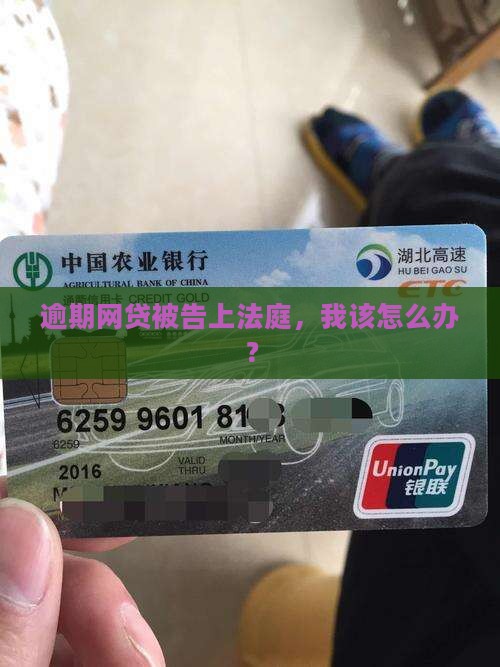 中国农业银行
AGRICULTURAL BANK OF CHINA
湖北高速
HU BEI GAO SU
ETC
CREDIT GOLD
逾期网贷被告上法庭，我该怎么办
？
6259 9601 81
6259
MONTH/YEAR
2016
VALID
THRU
UnionPay
银联